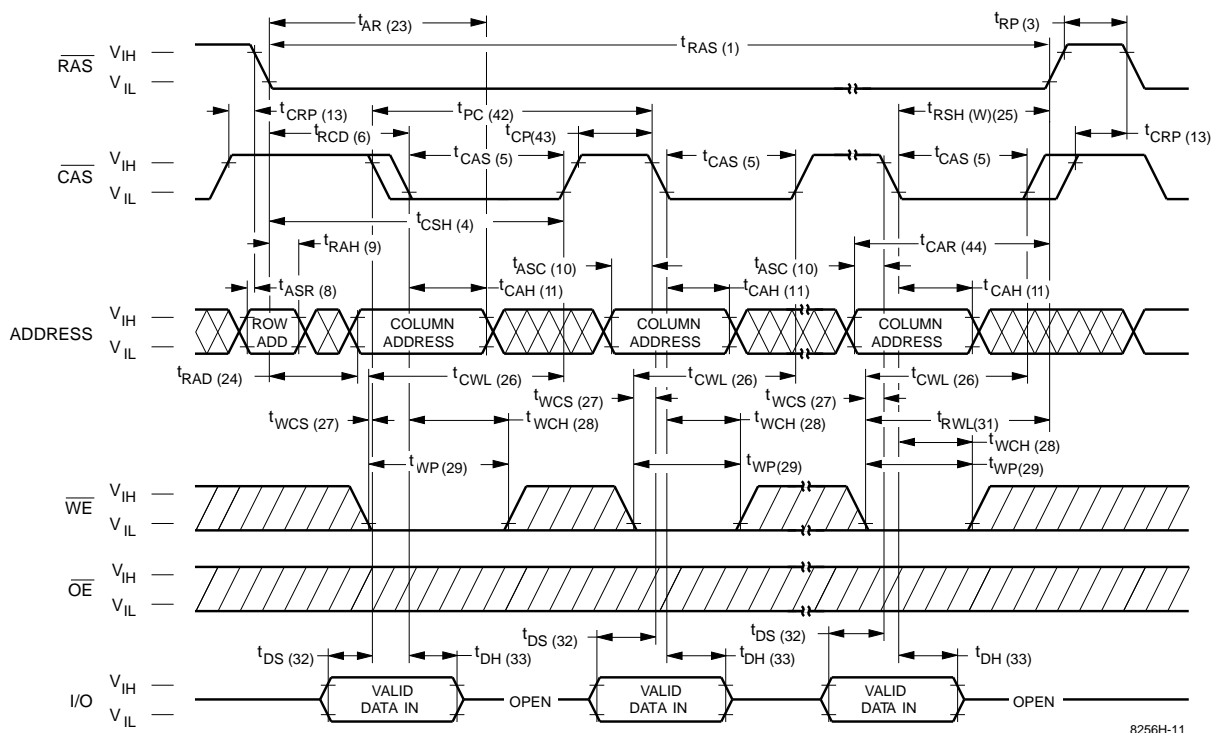 tAR (23)
tRP (3)
tRAS (1)
RAS
VIH
VIL
tCRP (13)
tPC (42)
tRSH (W)(25)
tRCD (6)
tCP(43)
tCRP (13)
tCAS (5)
tCAS (5)
tCAS (5)
CAS
VIH
VIL
tCSH (4)
tRAH (9)
tCAR (44)
tASC (10)
tASC (10)
tASR (8)
tCAH (11)
tCAH (11)
tCAH (11)
ADDRESS
VIH
VIL
ROW ADD
COLUMN ADDRESS
COLUMN ADDRESS
COLUMN ADDRESS
tRAD (24)
tCWL (26)
tCWL (26)
tCWL (26)
tWCS (27)
tWCS (27)
tWCS (27)
tWCH (28)
tWCH (28)
tRWL(31)
tWCH (28)
tWP(29)
tWP(29)
tWP(29)
WE
VIH
VIL
OE
VIH
VIL
tDS (32)
tDS (32)
tDS (32)
tDH (33)
tDH (33)
tDH (33)
I/O
VIH
VIL
VALID DATA IN
OPEN
VALID DATA IN
VALID DATA IN
OPEN
8256H-11